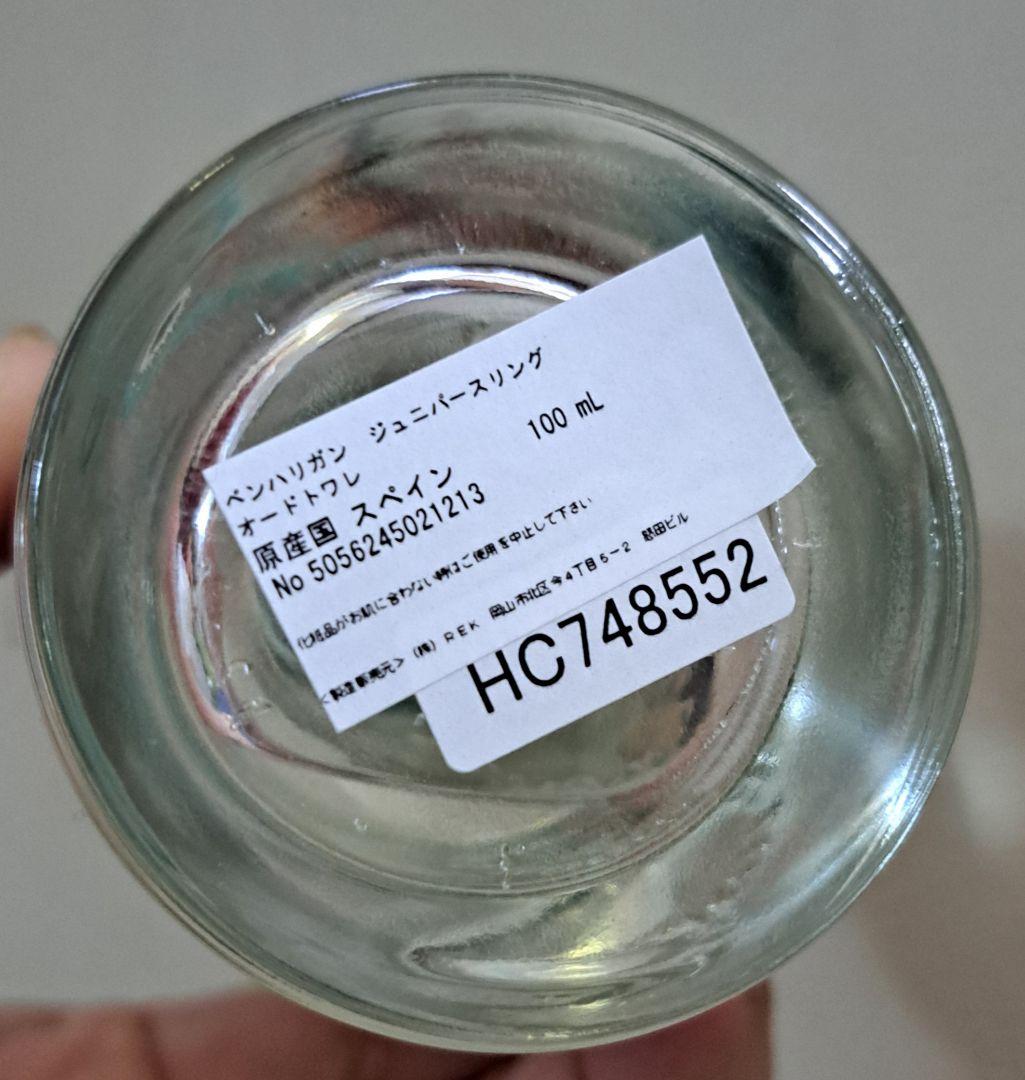 ペンハリガン ジュニパースリング
オードトワレ 100 mL
原産国 スペイン
No 5056245021213
化粧品がお肌に合わない時はご使用を中止して下さい
<製造販売元> (株) REK 岡山市北区今4丁目5-2 ビル
HC748552